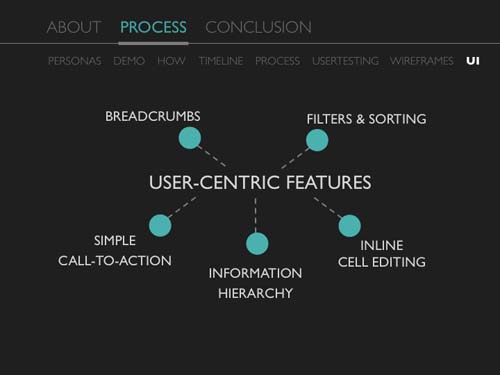 ABOUT PROCESS CONCLUSION
PERSONAS DEMO HOW TIMELINE PROCESS USERTESTING WIREFRAMES UI
BREADCRUMBS
FILTERS & SORTING
USER-CENTRIC FEATURES
SIMPLE
CALL-TO-ACTION
INFORMATION
HIERARCHY
INLINE
CELL EDITING